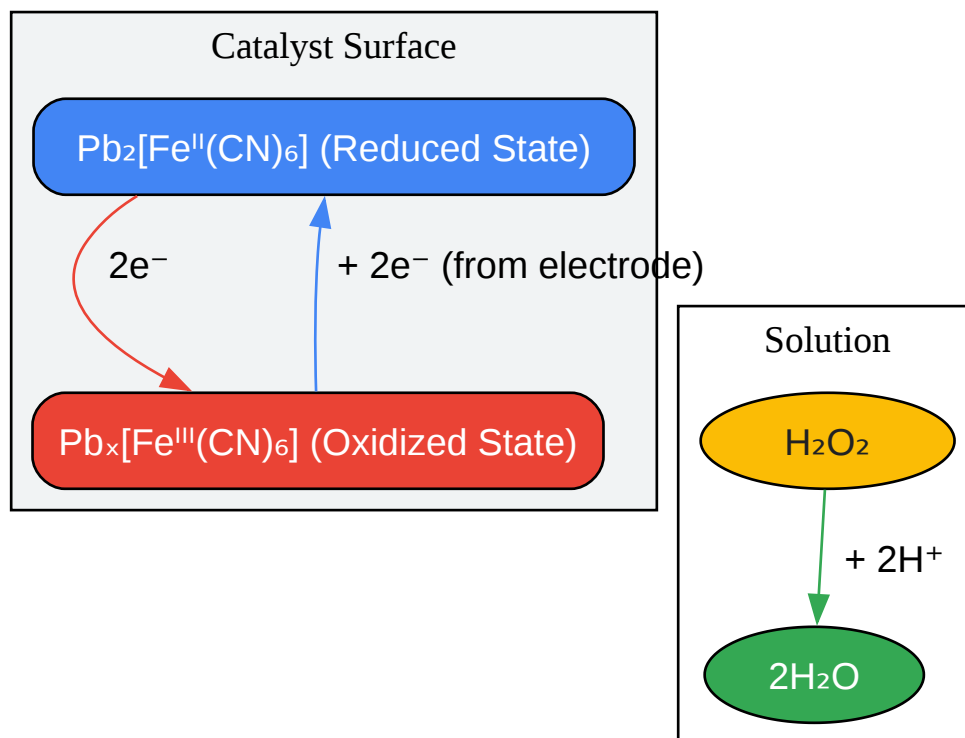 Catalyst Surface
Pb₂[Feᴵᴵ(CN)₆] (Reduced State)
2e⁻
+ 2e⁻ (from electrode)
Pbₓ[Feᴵᴵᴵ(CN)₆] (Oxidized State)
Solution
H₂O₂
+ 2H⁺
2H₂O